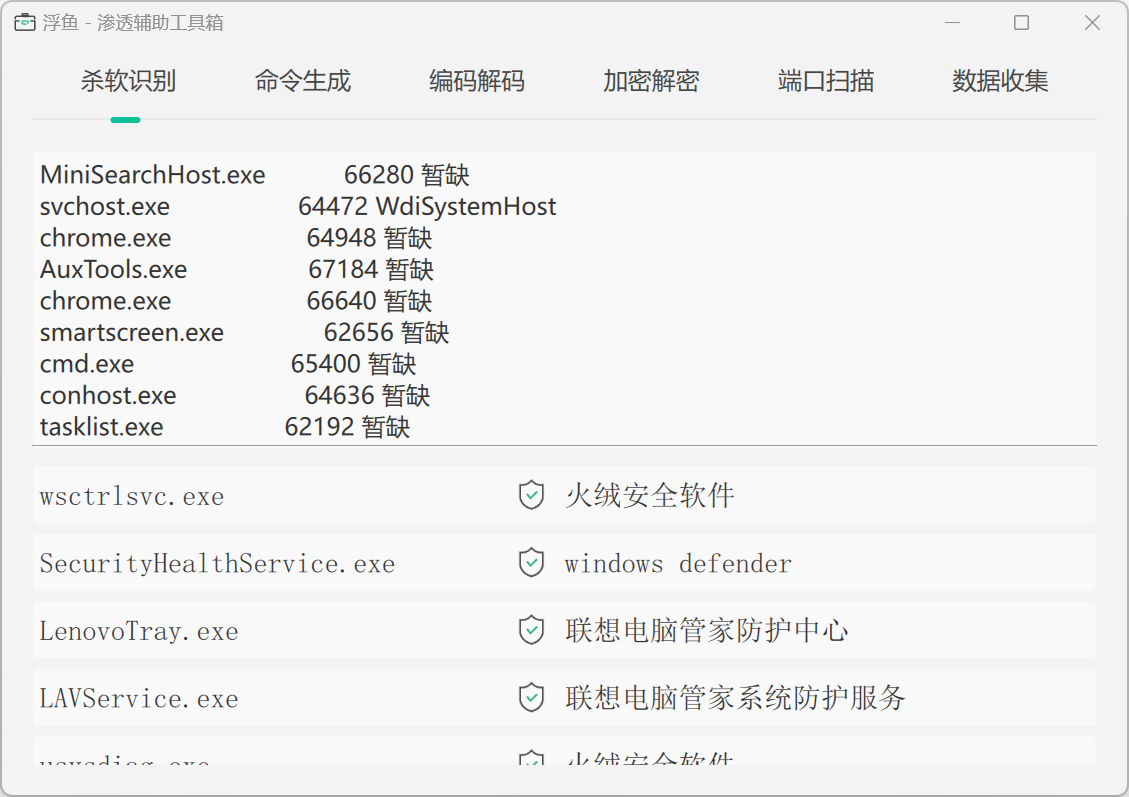 浮鱼 - 渗透辅助工具箱
杀软识别 命令生成 编码解码 加密解密 端口扫描 数据收集
MiniSearchHost.exe 66280 暂缺
svchost.exe 64472 WdiSystemHost
chrome.exe 64948 暂缺
AuxTools.exe 67184 暂缺
chrome.exe 66640 暂缺
smartscreen.exe 62656 暂缺
cmd.exe 65400 暂缺
conhost.exe 64636 暂缺
tasklist.exe 62192 暂缺
wsctrlsvc.exe 火绒安全软件
SecurityHealthService.exe windows defender
LenovoTray.exe 联想电脑管家防护中心
LAVService.exe 联想电脑管家系统防护服务
火绒安全软件